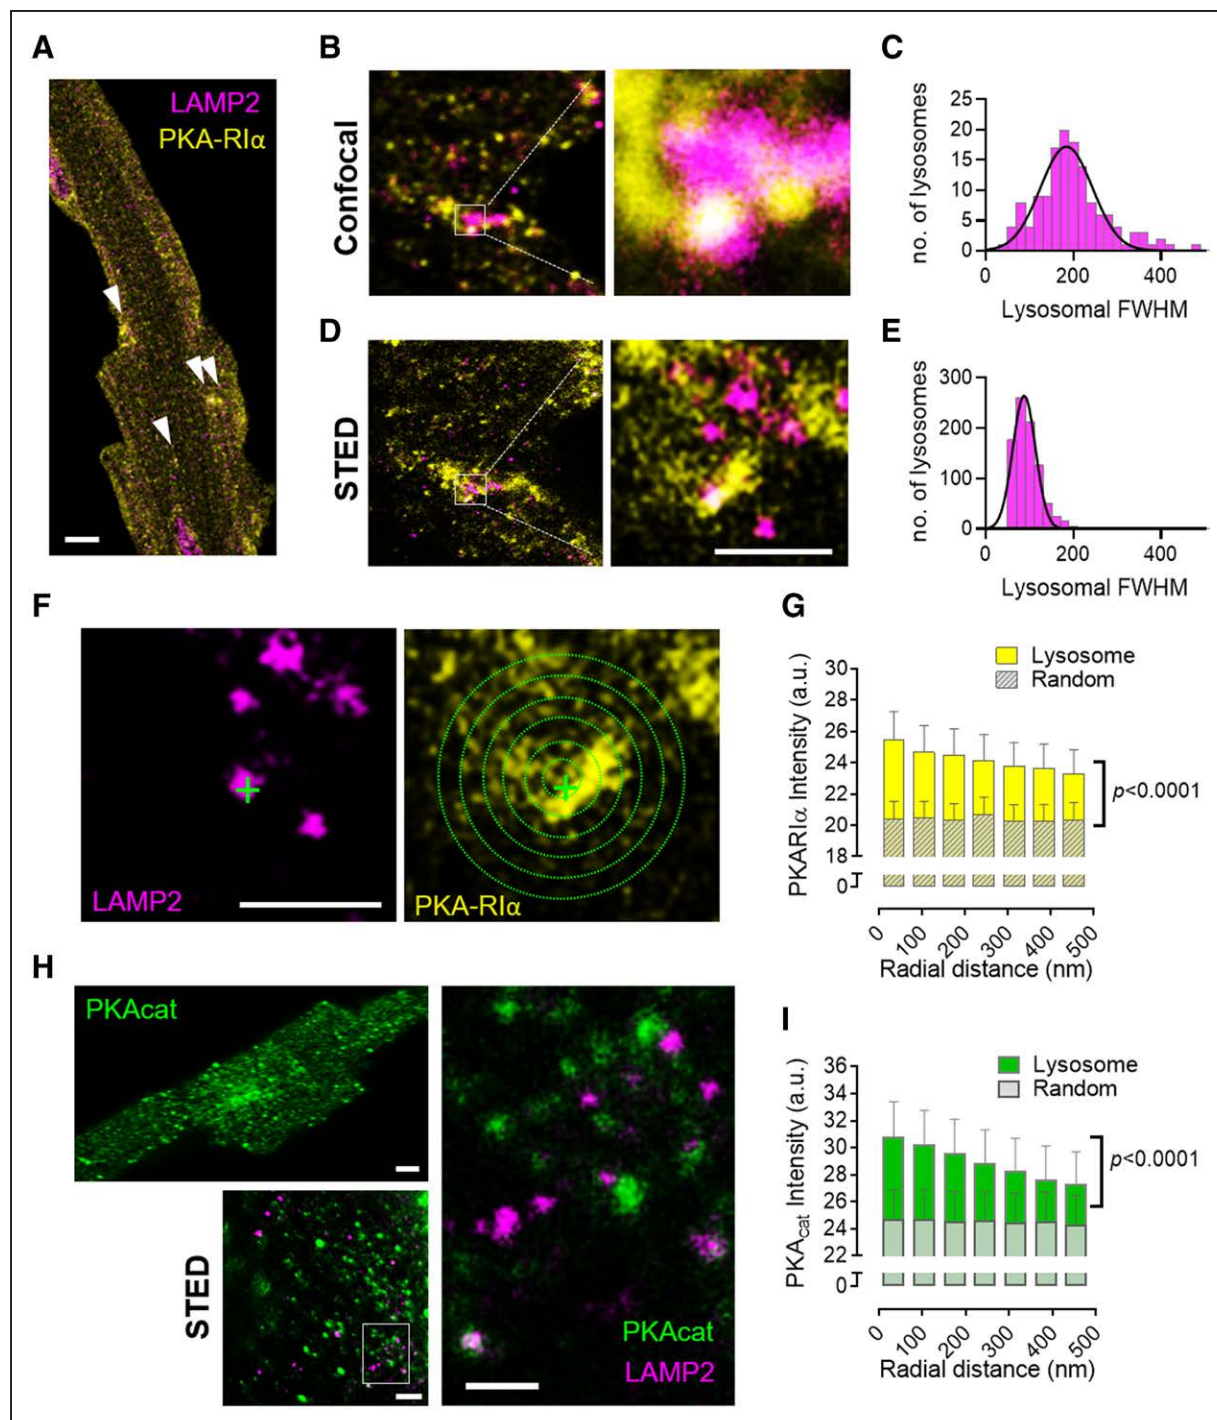 A
LAMP2
PKA-RIα
B
Confocal
C
no. of lysosomes
25
20
15
10
5
0
0 200 400
Lysosomal FWHM
D
STED
E
no. of lysosomes
300
200
100
0
0 200 400
Lysosomal FWHM
F
LAMP2
PKA-RIα
G
Lysosome
Random
PKARIα Intensity (a.u.)
30
28
26
24
22
20
18
0
p<0.0001
0 100 200 300 400 500
Radial distance (nm)
H
PKAcat
STED
PKAcat
LAMP2
I
Lysosome
Random
PKAcat Intensity (a.u.)
36
34
32
30
28
26
24
22
0
p<0.0001
0 100 200 300 400 500
Radial distance (nm)